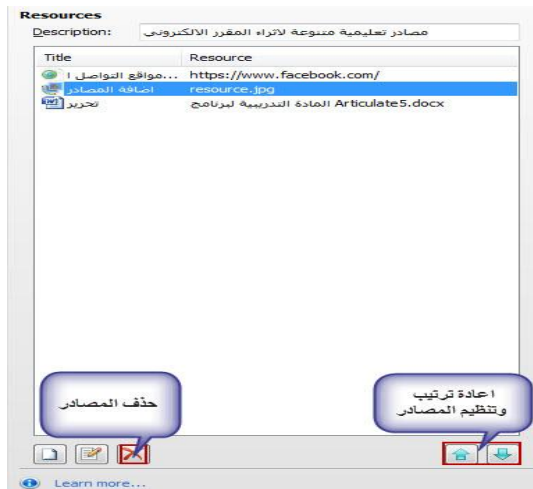 Resources
Description: مصادر تعليمية متنوعة لاثراء المقرر الالكترونى
Title Resource
مواقع التواصل ا... https://www.facebook.com/
اضافة المصادر resource.jpg
تحرير المادة التدريبية لبرنامج Articulate5.docx
حذف المصادر
اعادة ترتيب
وتنظيم المصادر
Learn more...